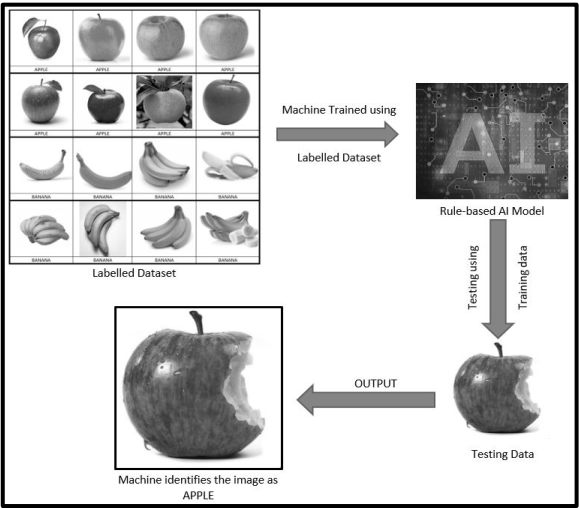 APPLE APPLE APPLE APPLE
APPLE APPLE APPLE APPLE
BANANA BANANA BANANA BANANA
BANANA BANANA BANANA BANANA
Labelled Dataset
Machine Trained using
Labelled Dataset
AI
Rule-based AI Model
Testing using
Training data
Testing Data
OUTPUT
Machine identifies the image as
APPLE